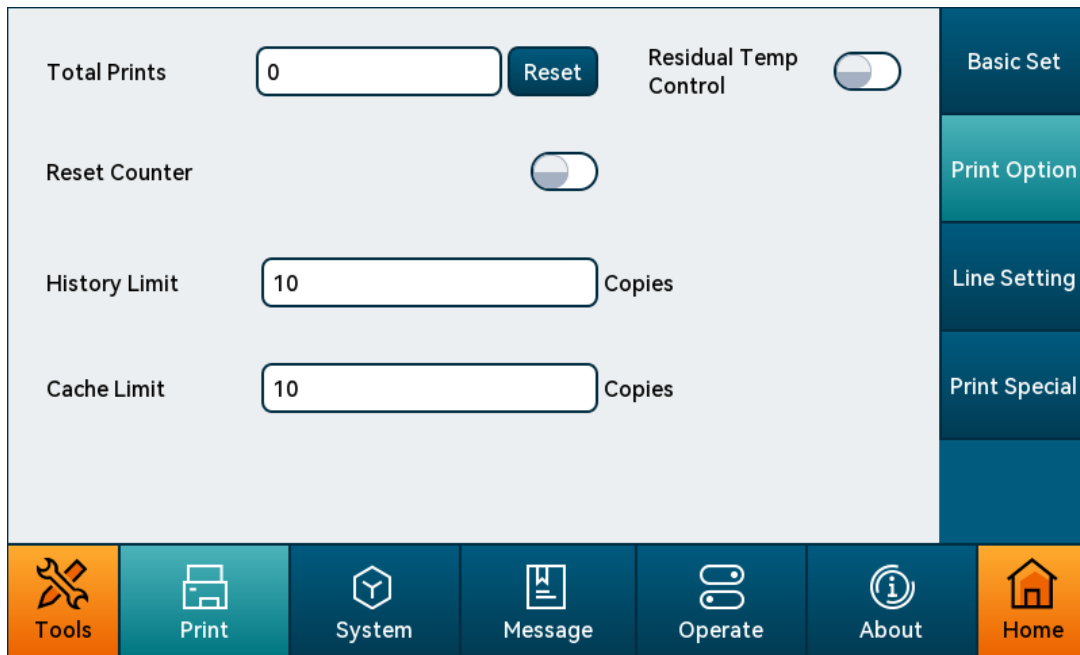 Total Prints
0
Reset
Residual Temp
Control
Reset Counter
History Limit
10
Copies
Cache Limit
10
Copies
Basic Set
Print Option
Line Setting
Print Special
Tools
Print
System
Message
Operate
About
Home